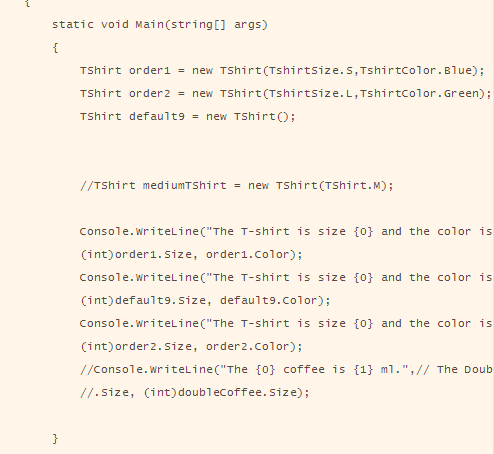 {
static void Main(string[] args)
{
TShirt order1 = new TShirt(TshirtSize.S,TshirtColor.Blue);
TShirt order2 = new TShirt(TshirtSize.L,TshirtColor.Green);
TShirt default9 = new TShirt();
//TShirt mediumTShirt = new TShirt(TShirt.M);
Console.WriteLine("The T-shirt is size {0} and the color is
(int)order1.Size, order1.Color);
Console.WriteLine("The T-shirt is size {0} and the color is
(int)default9.Size, default9.Color);
Console.WriteLine("The T-shirt is size {0} and the color is
(int)order2.Size, order2.Color);
//Console.WriteLine("The {0} coffee is {1} ml.",// The Doub
//.Size, (int)doubleCoffee.Size);
}